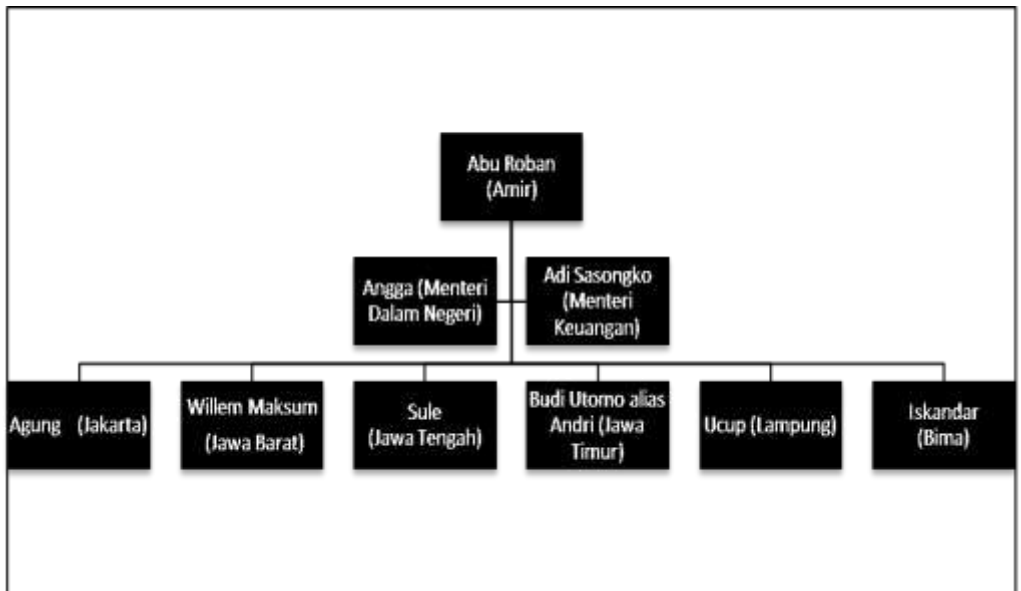 Abu Roban
(Amir)
Angga (Menteri
Dalam Negeri)
Adi Sasongko
(Menteri
Keuangan)
Agung (Jakarta)
Willem Maksum
(Jawa Barat)
Sule
(Jawa Tengah)
Budi Utomo alias
Andri (Jawa
Timur)
Ucup (Lampung)
Iskandar
(Bima)